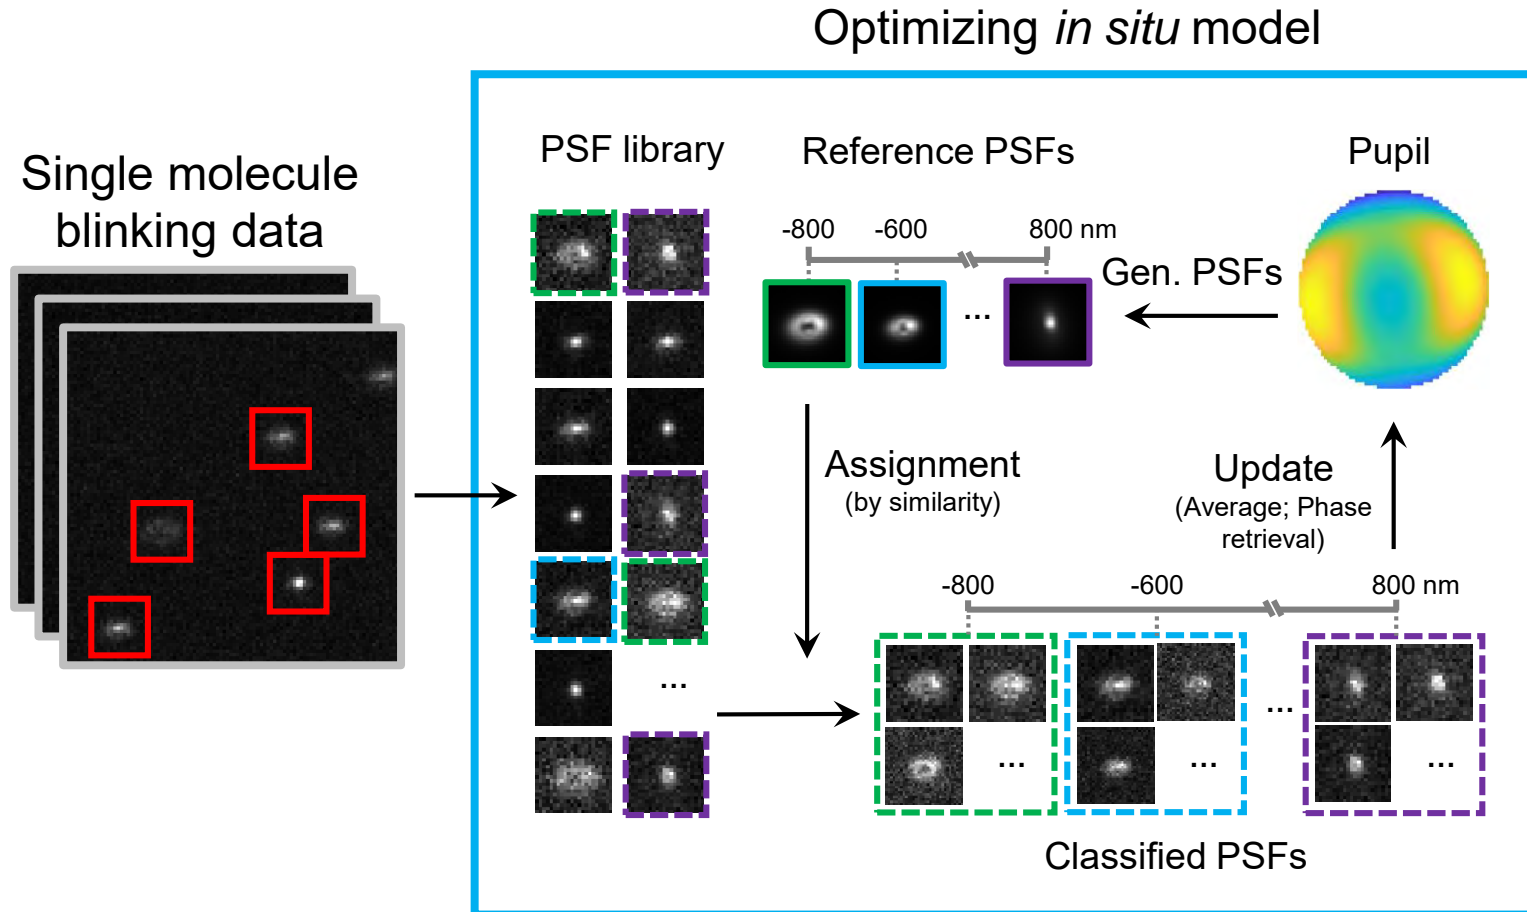 Optimizing in situ model
Single molecule
blinking data
PSF library
Reference PSFs
Pupil
-800
-600
800 nm
Gen. PSFs
...
Assignment
(by similarity)
Update
(Average; Phase
retrieval)
-800
-600
800 nm
...
...
...
...
...
Classified PSFs